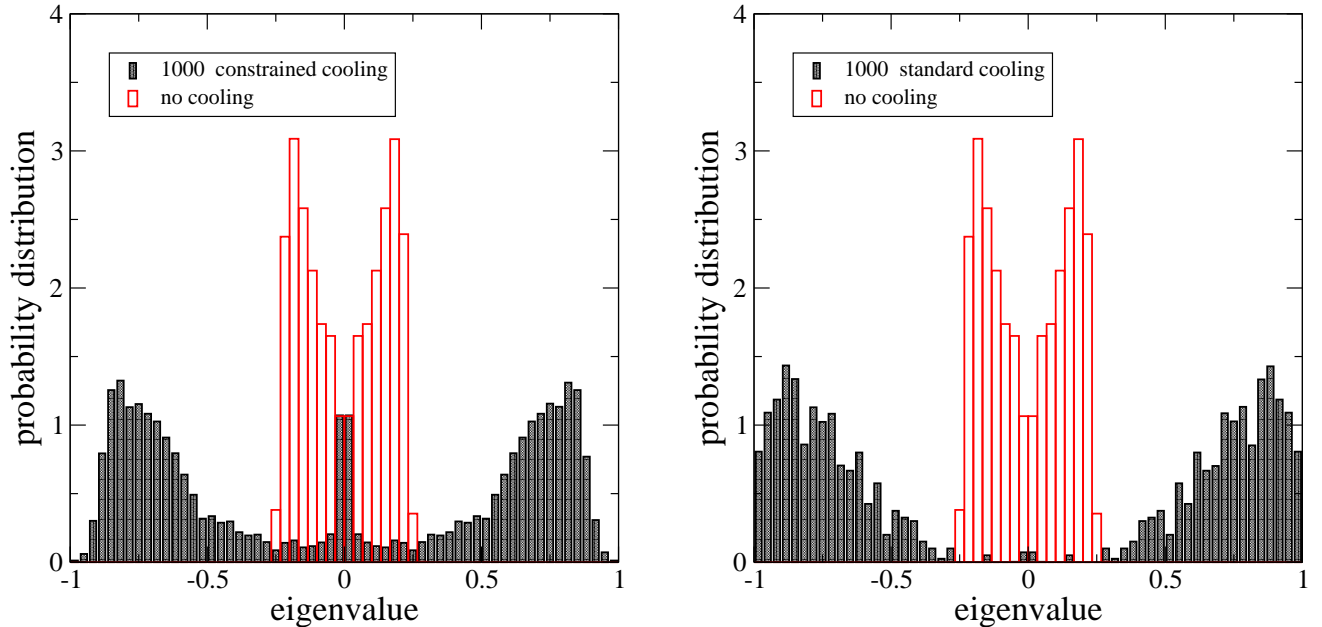 4
3
2
1
0
probability distribution
1000 constrained cooling
no cooling
-1
-0.5
0
0.5
1
eigenvalue
4
3
2
1
0
probability distribution
1000 standard cooling
no cooling
-1
-0.5
0
0.5
1
eigenvalue